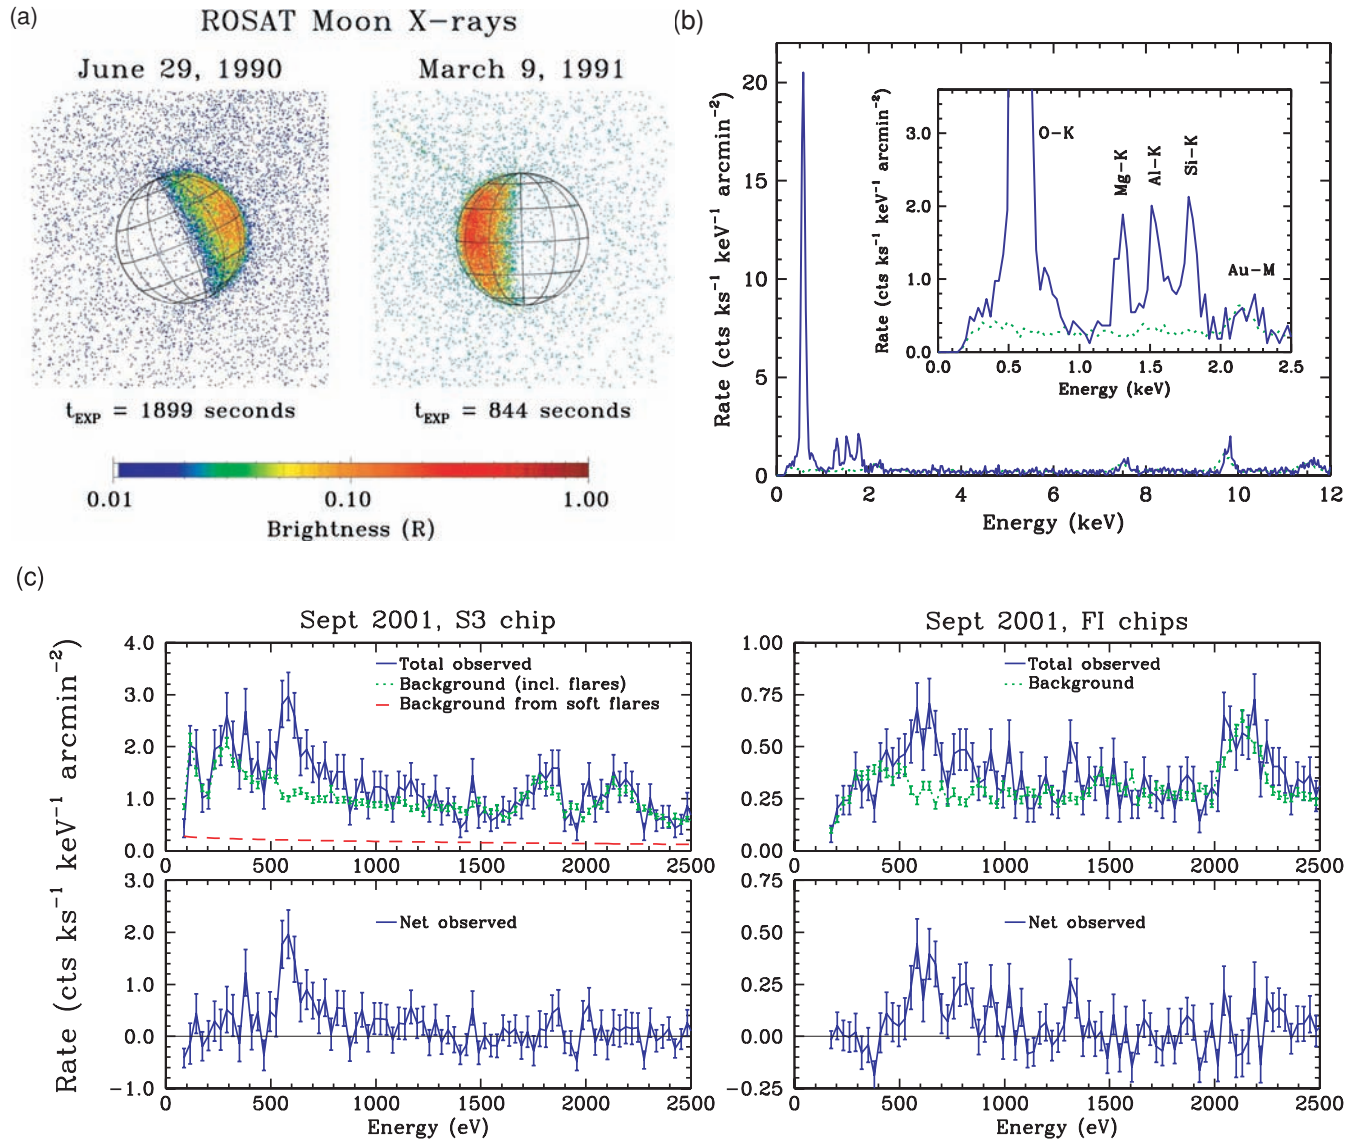 (a)
ROSAT Moon X-rays
June 29, 1990
March 9, 1991
t_EXP = 1899 seconds
t_EXP = 844 seconds
0.01
0.10
1.00
Brightness (R)
(b)
Rate (cts ks⁻¹ keV⁻¹ arcmin⁻²)
20
15
10
5
0
0 2 4 6 8 10 12
Energy (keV)
Rate (cts ks⁻¹ keV⁻¹ arcmin⁻²)
3.0
2.0
1.0
0.0
O-K
Mg-K
Al-K
Si-K
Au-M
0.0 0.5 1.0 1.5 2.0 2.5
Energy (keV)
(c)
Rate (cts ks⁻¹ keV⁻¹ arcmin⁻²)
Sept 2001, S3 chip
4.0
3.0
2.0
1.0
0.0
Total observed
Background (incl. flares)
Background from soft flares
0 500 1000 1500 2000 2500
3.0
2.0
1.0
0.0
-1.0
Net observed
0 500 1000 1500 2000 2500
Energy (eV)
Sept 2001, FI chips
1.00
0.75
0.50
0.25
0.00
Total observed
Background
0 500 1000 1500 2000 2500
0.75
0.50
0.25
0.00
-0.25
Net observed
0 500 1000 1500 2000 2500
Energy (eV)